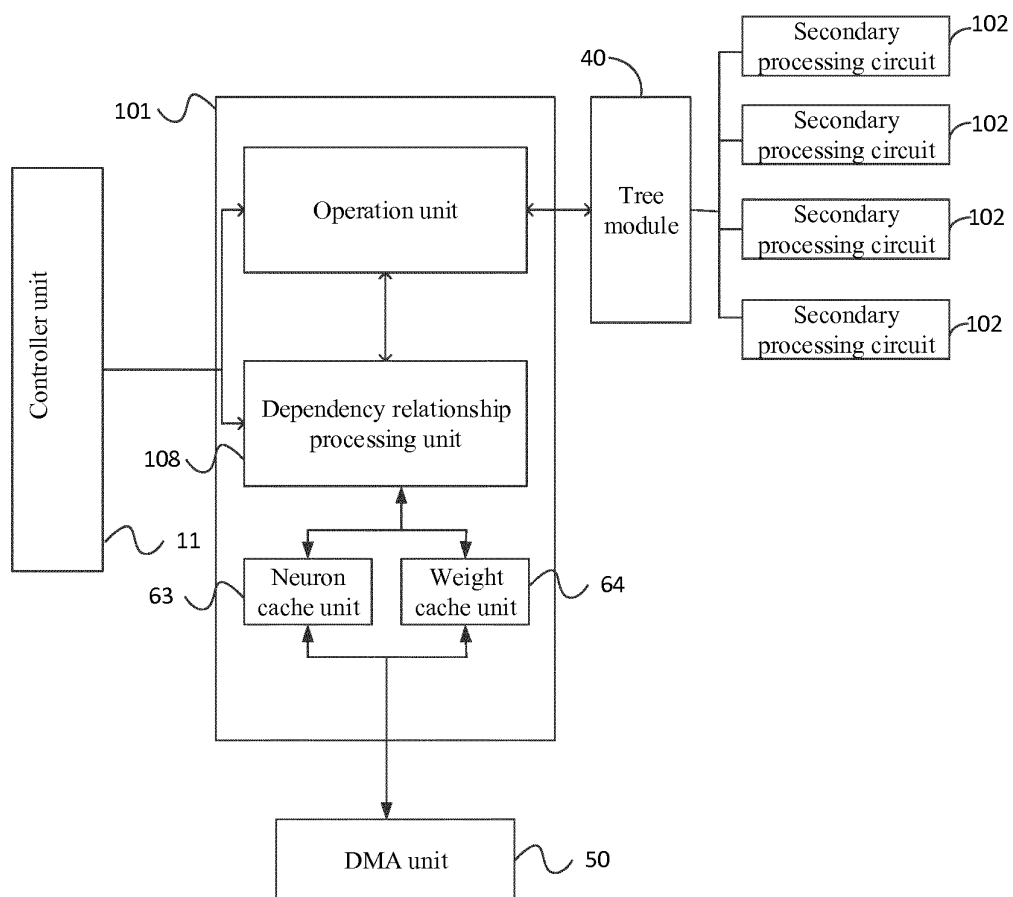 Secondary
processing circuit
102
40
101
Secondary
processing circuit
102
Operation unit
Tree
module
Secondary
processing circuit
102
Controller unit
Secondary
processing circuit
102
Dependency relationship
processing unit
108
11
Neuron
cache unit
63
Weight
cache unit
64
DMA unit
50